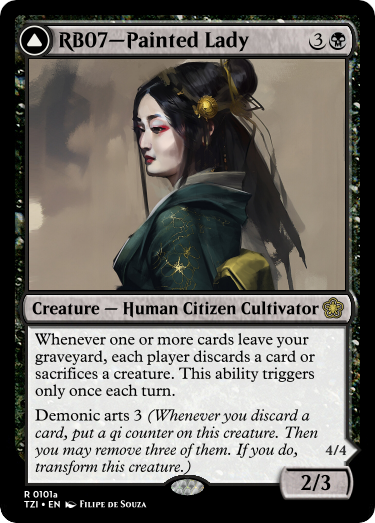 RB07—Painted Lady 3
Creature — Human Citizen Cultivator
Whenever one or more cards leave your
graveyard, each player discards a card or
sacrifices a creature. This ability triggers
only once each turn.
Demonic arts 3 (Whenever you discard a
card, put a qi counter on this creature. Then
you may remove three of them. If you do,
transform this creature.)
4/4
2/3
R 0101a
TZI • EN Filipe de Souza